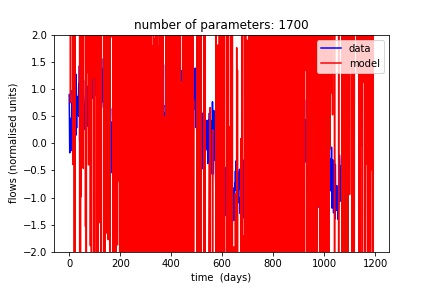 number of parameters: 1700
2.0
1.5
1.0
0.5
0.0
−0.5
−1.0
−1.5
−2.0
flows (normalised units)
data
model
0 200 400 600 800 1000 1200
time (days)